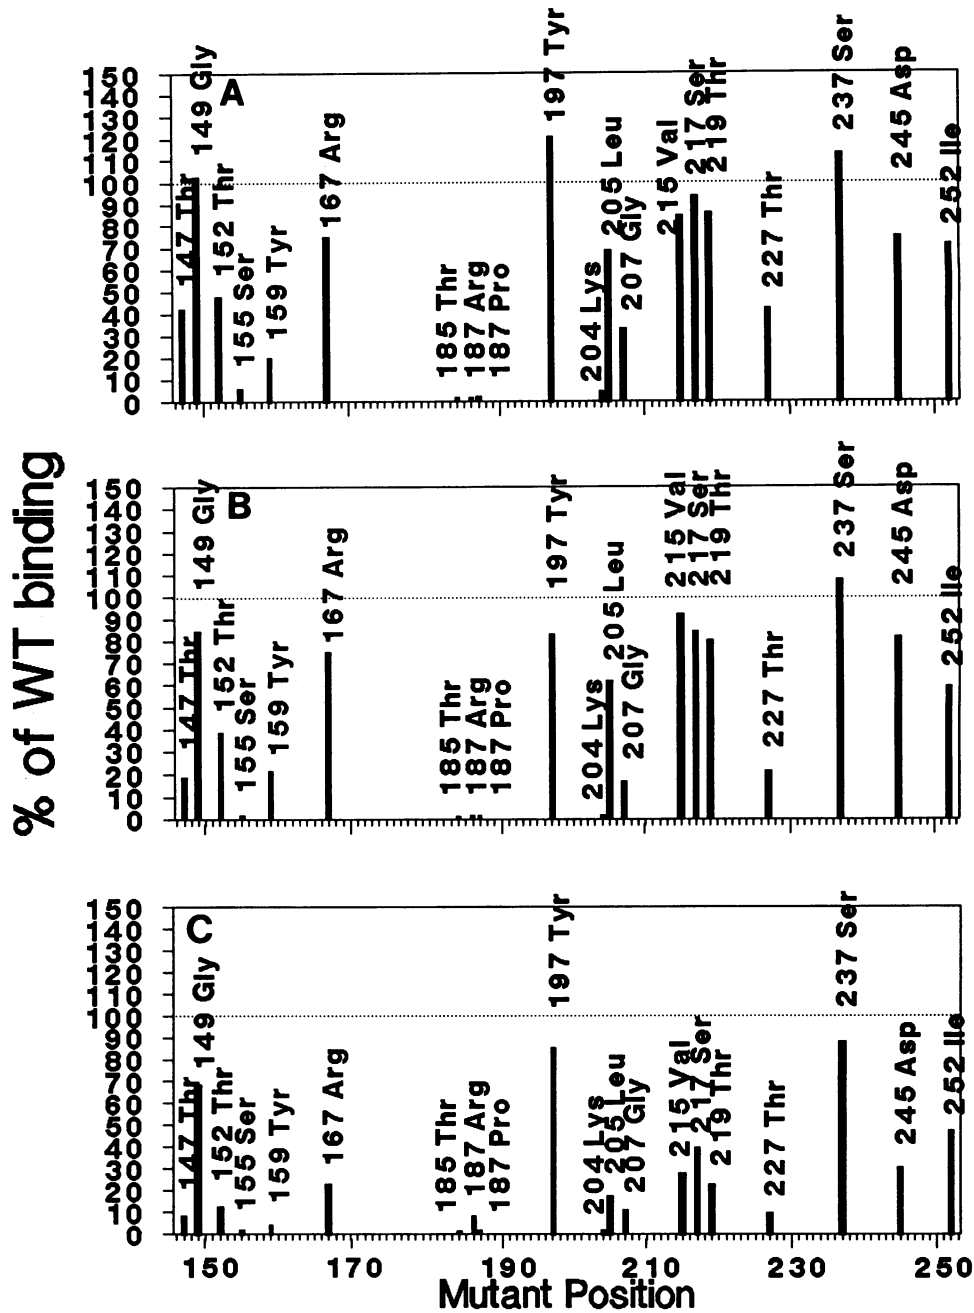 % of WT binding
A
150
140
130
120
110
100
90
80
70
60
50
40
30
20
10
0
147 Thr
149 Gly
152 Thr
155 Ser
159 Tyr
167 Arg
185 Thr
187 Arg
187 Pro
197 Tyr
204 Lys
205 Leu
207 Gly
215 Val
217 Ser
219 Thr
227 Thr
237 Ser
245 Asp
252 Ile
B
150
140
130
120
110
100
90
80
70
60
50
40
30
20
10
0
147 Thr
149 Gly
152 Thr
155 Ser
159 Tyr
167 Arg
185 Thr
187 Arg
187 Pro
197 Tyr
204 Lys
205 Leu
207 Gly
215 Val
217 Ser
219 Thr
227 Thr
237 Ser
245 Asp
252 Ile
C
150
140
130
120
110
100
90
80
70
60
50
40
30
20
10
0
147 Thr
149 Gly
152 Thr
155 Ser
159 Tyr
167 Arg
185 Thr
187 Arg
187 Pro
197 Tyr
204 Lys
205 Leu
207 Gly
215 Val
217 Ser
219 Thr
227 Thr
237 Ser
245 Asp
252 Ile
150 170 190 210 230 250
Mutant Position